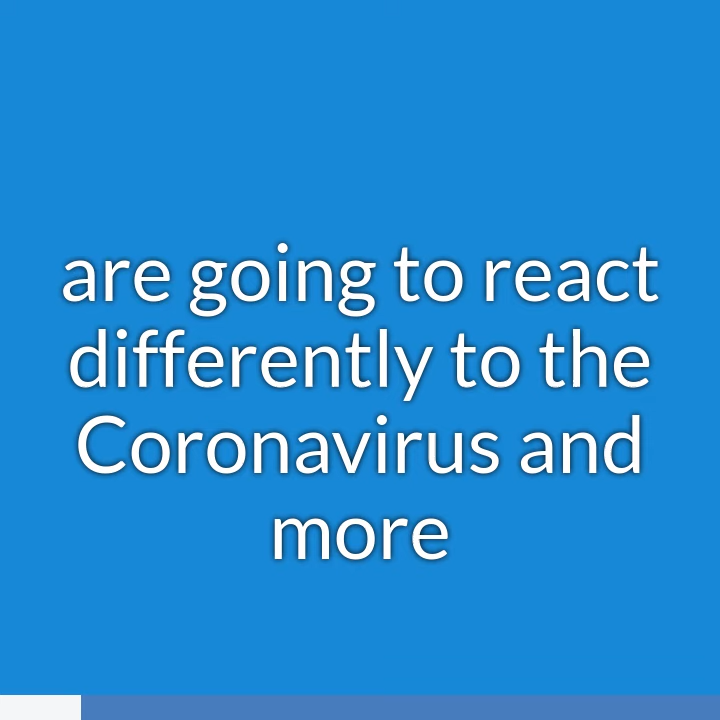 are going to react
differently to the
Coronavirus and
more